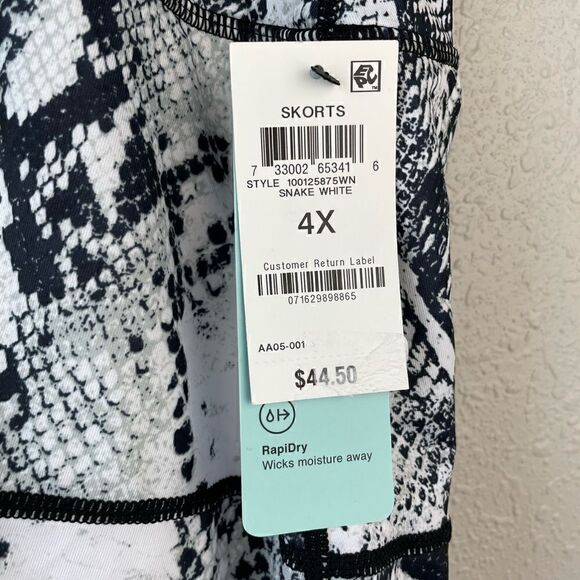 SKORTS
7 33002 65341 6
STYLE 100125875WN
SNAKE WHITE
4X
Customer Return Label
071629898865
AA05-001
$44.50
RapiDry
Wicks moisture away